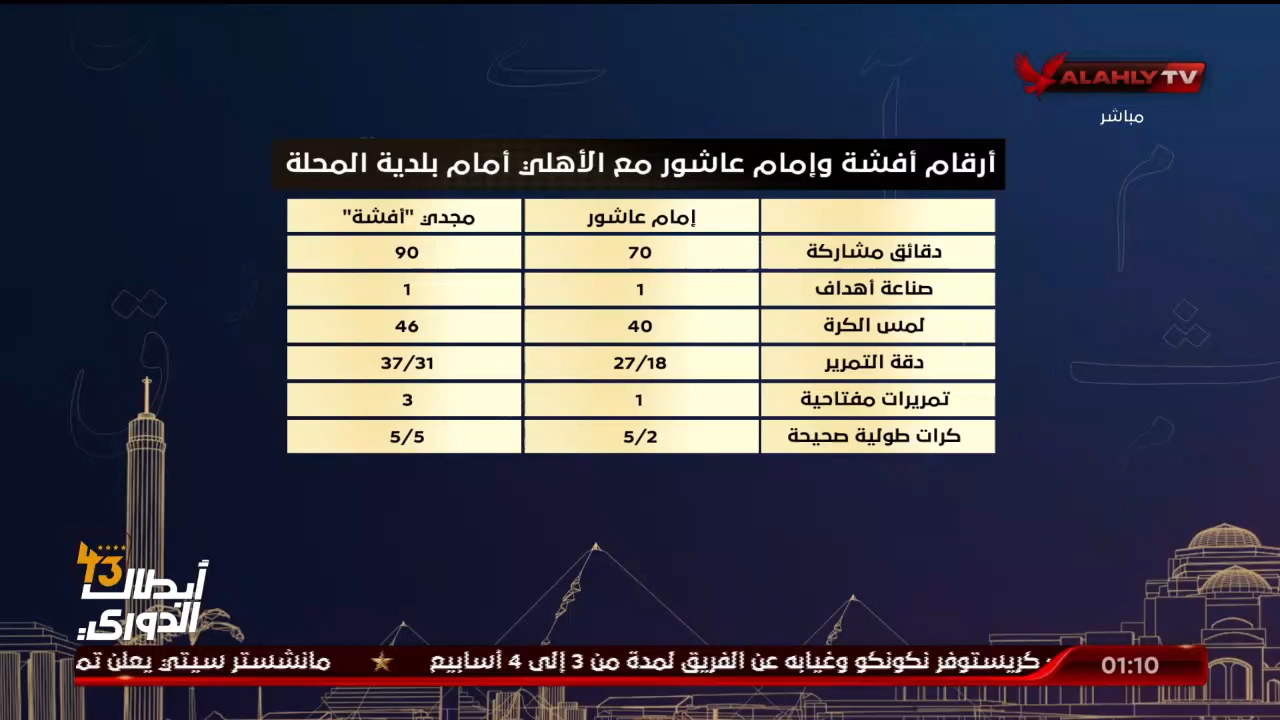 ALAHLY TV
مباشر
أرقام أفشة وإمام عاشور مع الأهلي أمام بلدية المحلة
إمام عاشور مجدي "أفشة"
دقائق مشاركة 70 90
صناعة أهداف 1 1
لمس الكرة 40 46
دقة التمرير 27/18 37/31
تمريرات مفتاحية 1 3
كرات طولية صحيحة 5/2 5/5
43
أبطال
الدوري
01:10 كريستوفر نكونكو وغيابه عن الفريق لمدة من 3 إلى 4 أسابيع مانشستر سيتي يعلن